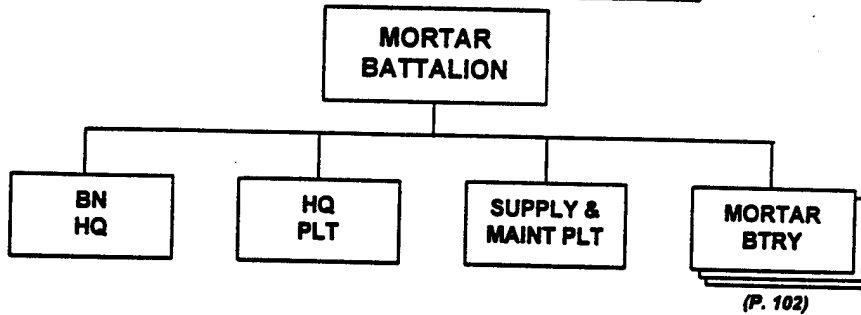 MORTAR
BATTALION
BN
HQ
HQ
PLT
SUPPLY &
MAINT PLT
MORTAR
BTRY
(P. 102)